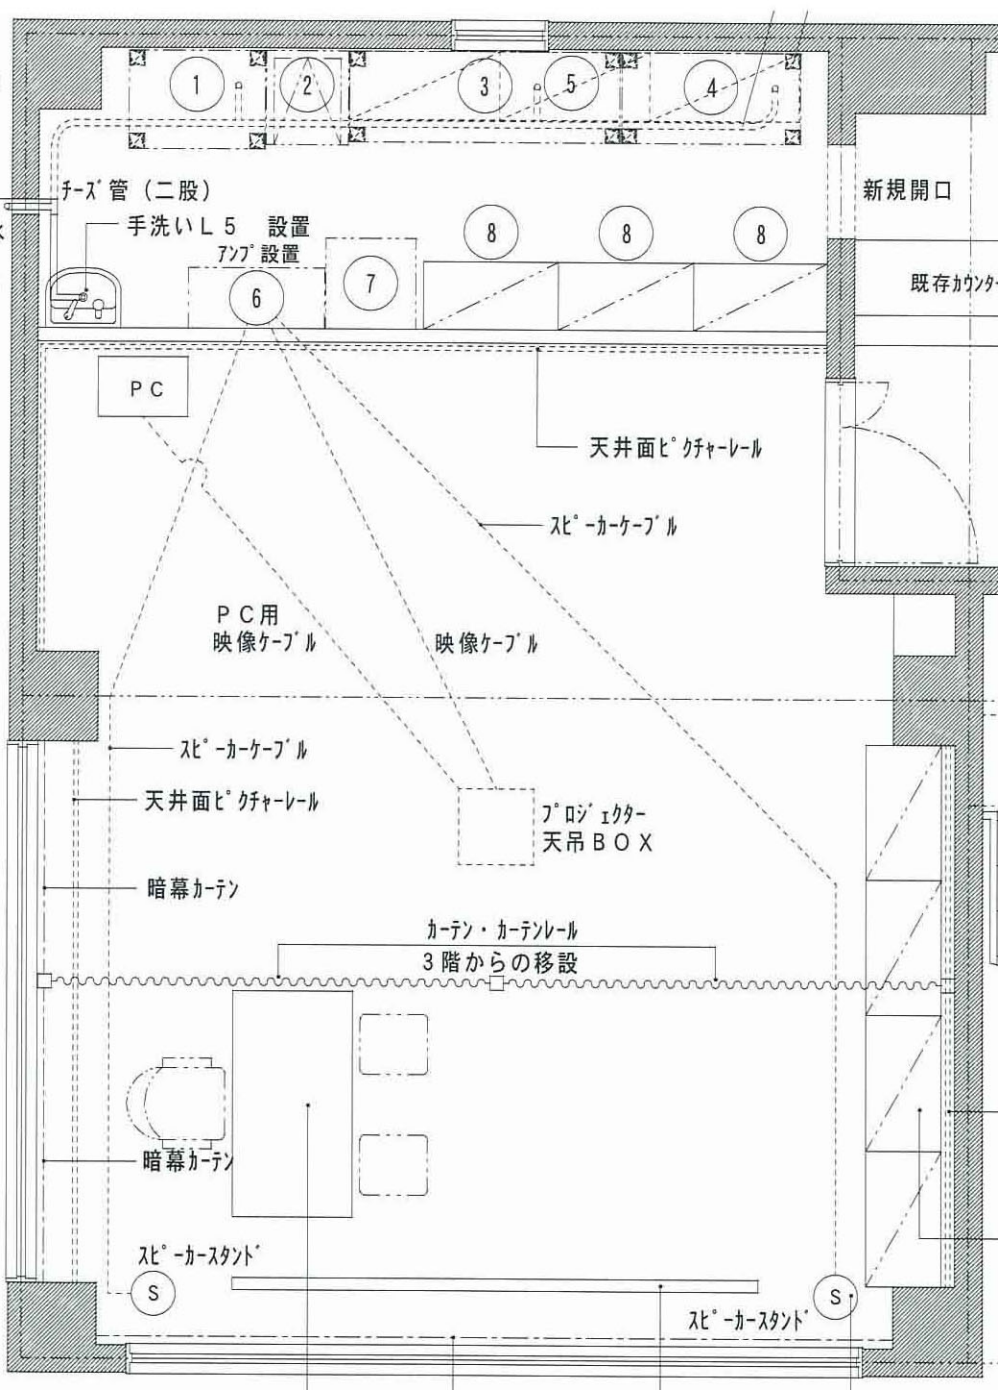 1
2
3
5
4
チーズ管（二股）
手洗いL5　設置
アンプ設置
8
8
8
新規開口
6
7
既存カウンター
PC
天井面ピクチャーレール
スピーカーケーブル
PC用
映像ケーブル
映像ケーブル
スピーカーケーブル
天井面ピクチャーレール
プロジェクター
天吊BOX
暗幕カーテン
カーテン・カーテンレール
3階からの移設
暗幕カーテン
スピーカースタンド
S
S
スピーカースタンド